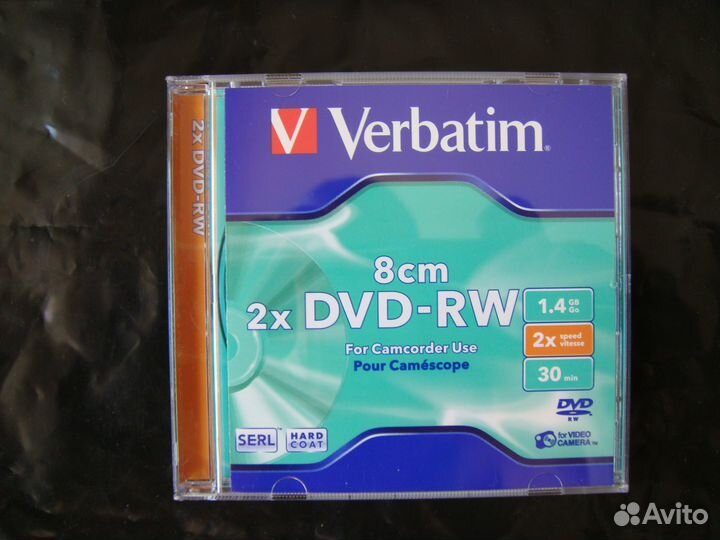 2x DVD-RW
V Verbatim®
8cm
2x DVD-RW
For Camcorder Use
Pour Caméscope
1.4 GB Go
2x speed vitesse
30 min
DVD
RW
SERL
HARD COAT
for VIDEO CAMERA™
Avito